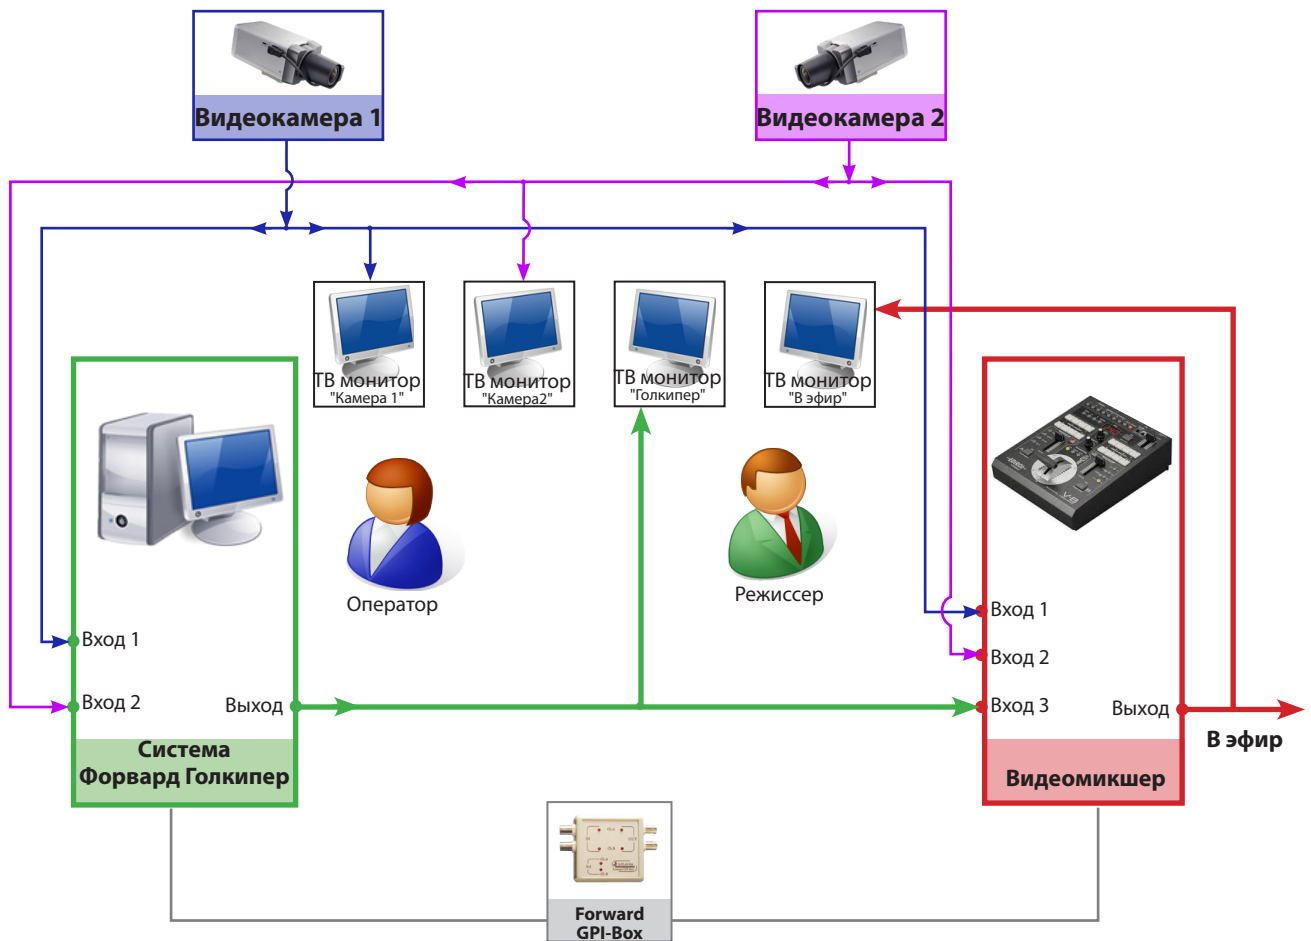 Видеокамера 1
Видеокамера 2
ТВ монитор
"Камера 1"
ТВ монитор
"Камера2"
ТВ монитор
"Голкипер"
ТВ монитор
"В эфир"
Оператор
Режиссер
Вход 1
Вход 2
Выход
Система
Форвард Голкипер
Вход 1
Вход 2
Вход 3
Выход
Видеомикшер
В эфир
Forward
GPI-Box